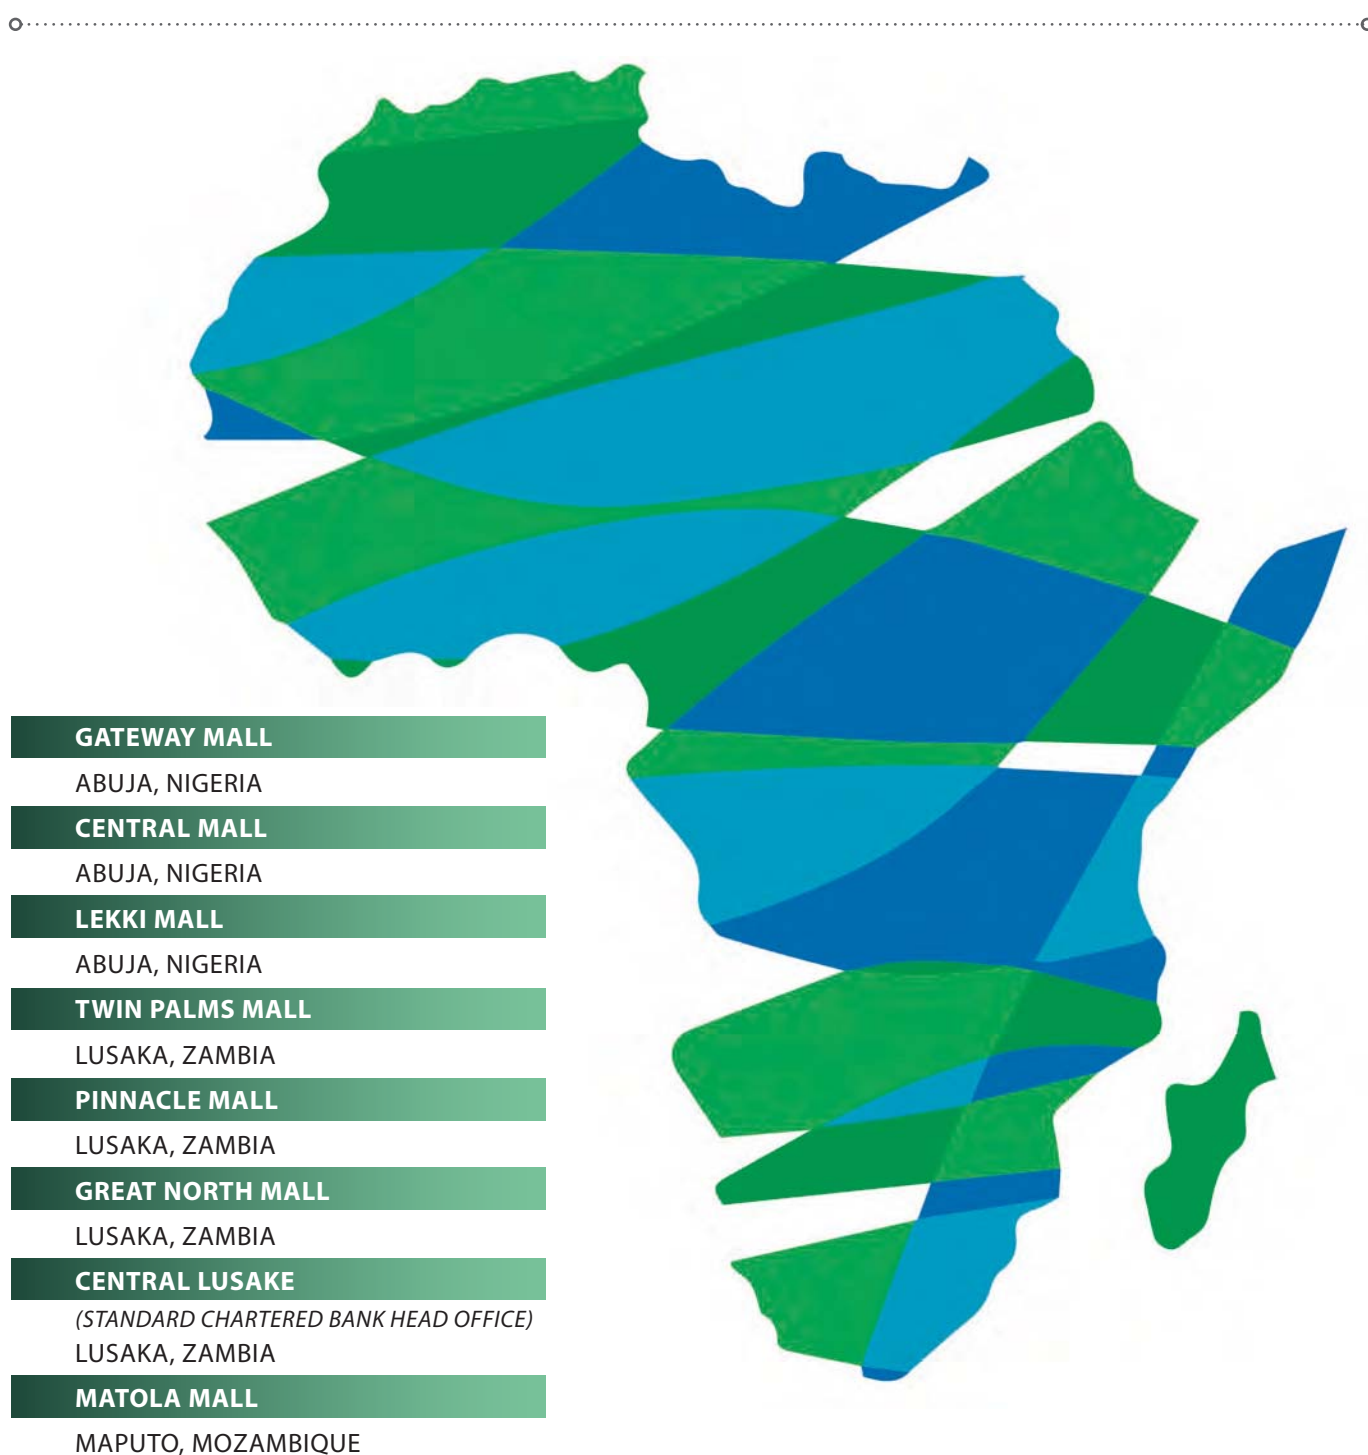 GATEWAY MALL
ABUJA, NIGERIA
CENTRAL MALL
ABUJA, NIGERIA
LEKKI MALL
ABUJA, NIGERIA
TWIN PALMS MALL
LUSAKA, ZAMBIA
PINNACLE MALL
LUSAKA, ZAMBIA
GREAT NORTH MALL
LUSAKA, ZAMBIA
CENTRAL LUSAKE
(STANDARD CHARTERED BANK HEAD OFFICE)
LUSAKA, ZAMBIA
MATOLA MALL
MAPUTO, MOZAMBIQUE